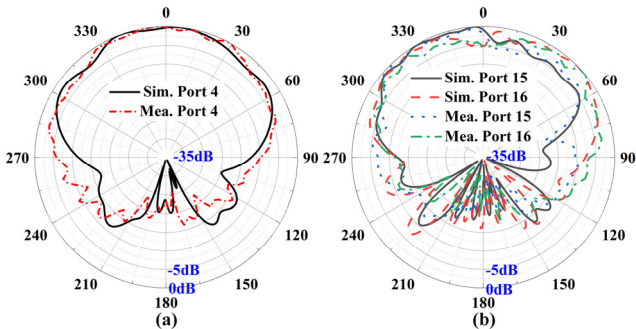 0
330
30
300
60
Sim. Port 4
Mea. Port 4
270
-35dB
90
240
120
210
-5dB
150
0dB
180
(a)
0
330
30
300
60
Sim. Port 15
Sim. Port 16
Mea. Port 15
Mea. Port 16
270
-35dB
90
240
120
210
-5dB
150
0dB
180
(b)